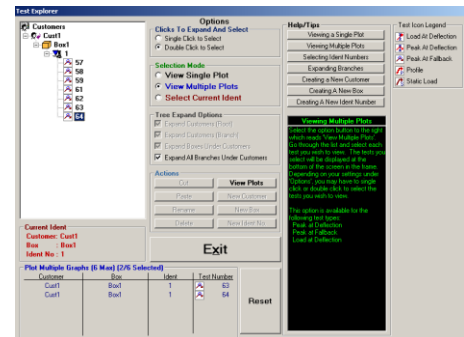 Test Explorer
Customers
Cust1
Box1
1
57
58
59
61
62
63
64
Options
Clicks To Expand And Select
Single Click to Select
Double Click to Select
Selection Mode
View Single Plot
View Multiple Plots
Select Current Ident
Tree Expand Options
Expand Customers (Root)
Expand Customers (Branch)
Expand Boxes Under Customers
Expand All Branches Under Customers
Actions
Cut
View Plots
Paste
New Customer
Rename
New Box
Delete
New Ident No.
Exit
Help/Tips
Viewing a Single Plot
Viewing Multiple Plots
Selecting Ident Numbers
Expanding Branches
Creating a New Customer
Creating A New Box
Creating A New Ident Number
Viewing Multiple Plots
Select the option button to the right
which reads 'View Multiple Plots'.
Go through the list and select each
test you wish to view. The tests you
select will be displayed at the
bottom of the screen in the frame.
Depending on your settings under
'Options', you may have to single
click or double click to select the
tests you wish to view.
This option is available for the
following test types:
Peak at Deflection
Peak at Fallback
Load at Deflection
Test Icon Legend
Load At Deflection
Peak At Deflection
Peak At Fallback
Profile
Static Load
Current Ident
Customer: Cust1
Box : Box1
Ident No : 1
Plot Multiple Graphs (6 Max) (2/6 Selected)
Customer Box Ident Test Number
Cust1 Box1 1 63
Cust1 Box1 1 64
Reset